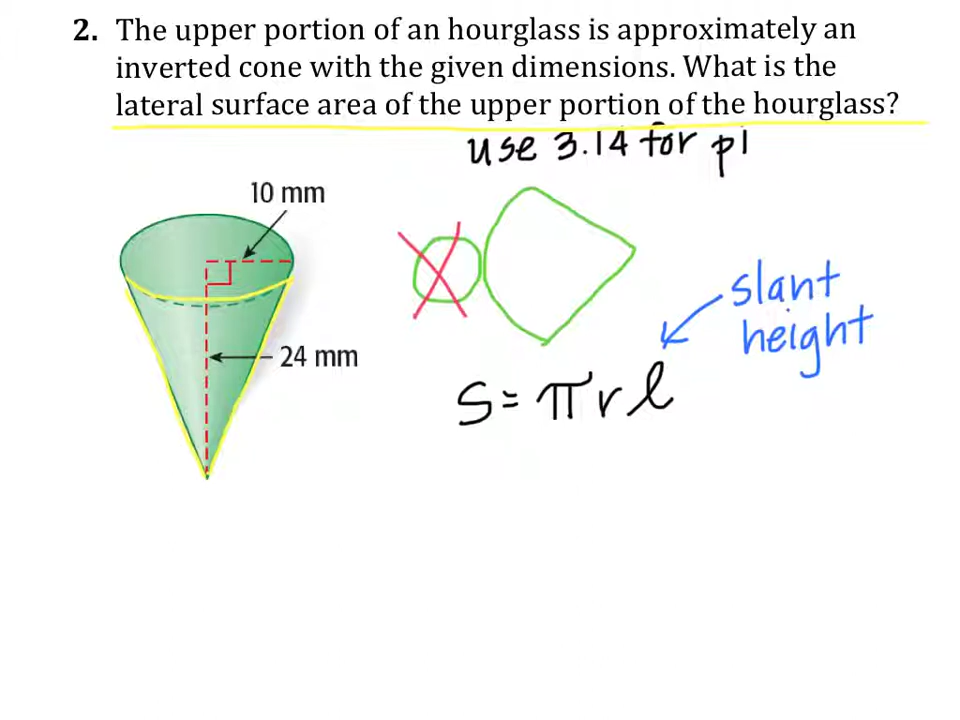 2. The upper portion of an hourglass is approximately an
inverted cone with the given dimensions. What is the
lateral surface area of the upper portion of the hourglass?
use 3.14 for pi
10 mm
slant
height
24 mm
S = πrl